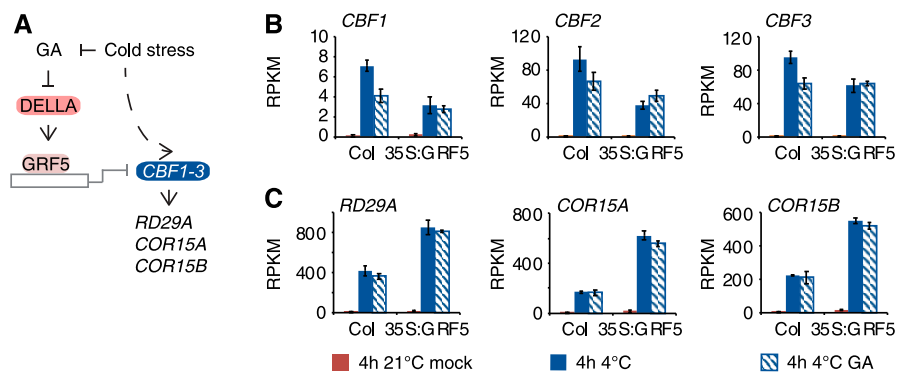 A
GA Cold stress
DELLA
GRF5
CBF1-3
RD29A
COR15A
COR15B
B
CBF1
RPKM
10
8
6
4
2
0
Col 35S:GRF5
CBF2
RPKM
120
80
40
0
Col 35S:GRF5
CBF3
RPKM
120
80
40
0
Col 35S:GRF5
C
RD29A
RPKM
800
400
0
Col 35S:GRF5
COR15A
RPKM
800
400
0
Col 35S:GRF5
COR15B
RPKM
600
400
200
0
Col 35S:GRF5
4h 21°C mock 4h 4°C 4h 4°C GA